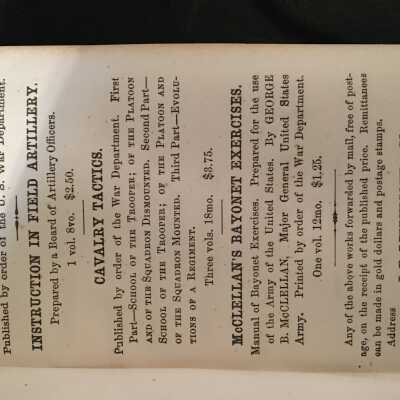 Published by order of the U. S. War Department.
INSTRUCTION IN FIELD ARTILLERY.
Prepared by a Board of Artillery Officers.
1 vol. 8vo. $2.50.
CAVALRY TACTICS.
Published by order of the War Department. First
Part—School of the Trooper; of the Platoon
and of the Squadron Dismounted. Second Part—
School of the Trooper; of the Platoon and
of the Squadron Mounted. Third Part—Evolu-
tions of a Regiment.
Three vols. 18mo. $3.75.
McCLELLAN'S BAYONET EXERCISES.
Manual of Bayonet Exercises. Prepared for the use
of the Army of the United States. By GEORGE
B. McCLELLAN, Major General United States
Army. Printed by order of the War Department.
One vol. 12mo. $1.25.
Any of the above works forwarded by mail, free of post-
age, on the receipt of the published price. Remittances
can be made in gold dollars and postage stamps.
Address